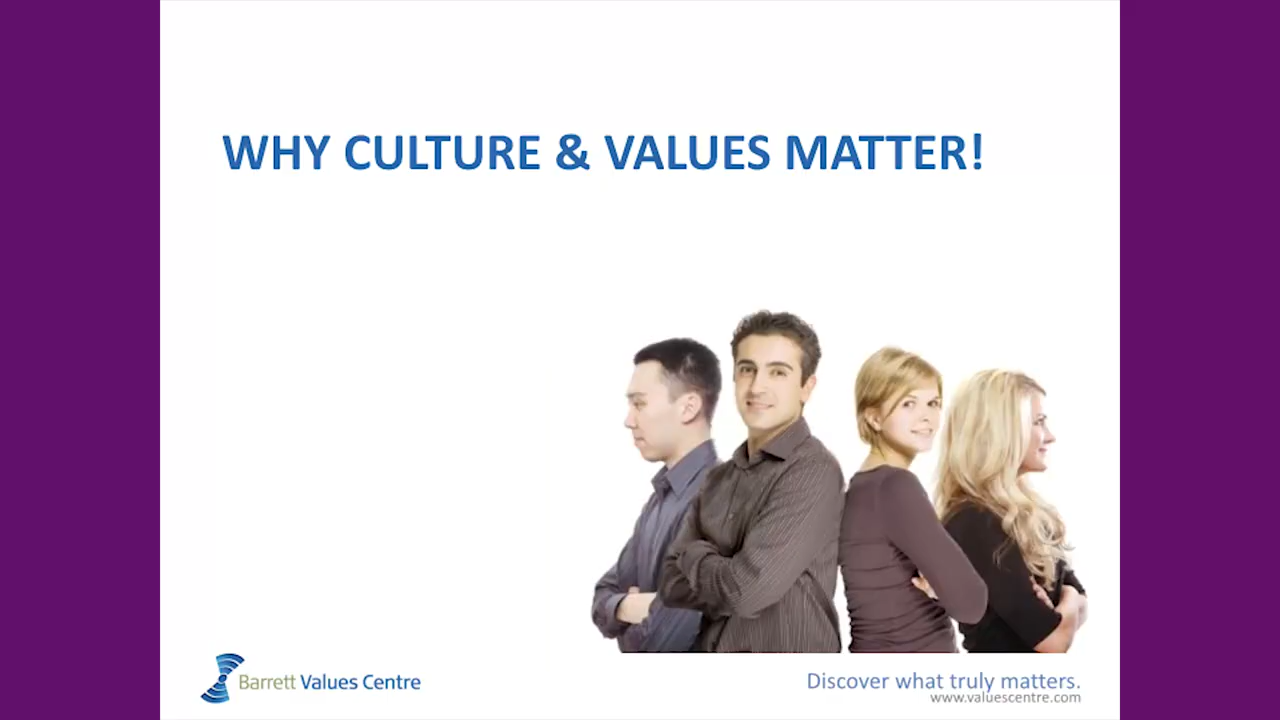 WHY CULTURE & VALUES MATTER!
Barrett Values Centre
Discover what truly matters.
www.valuescentre.com